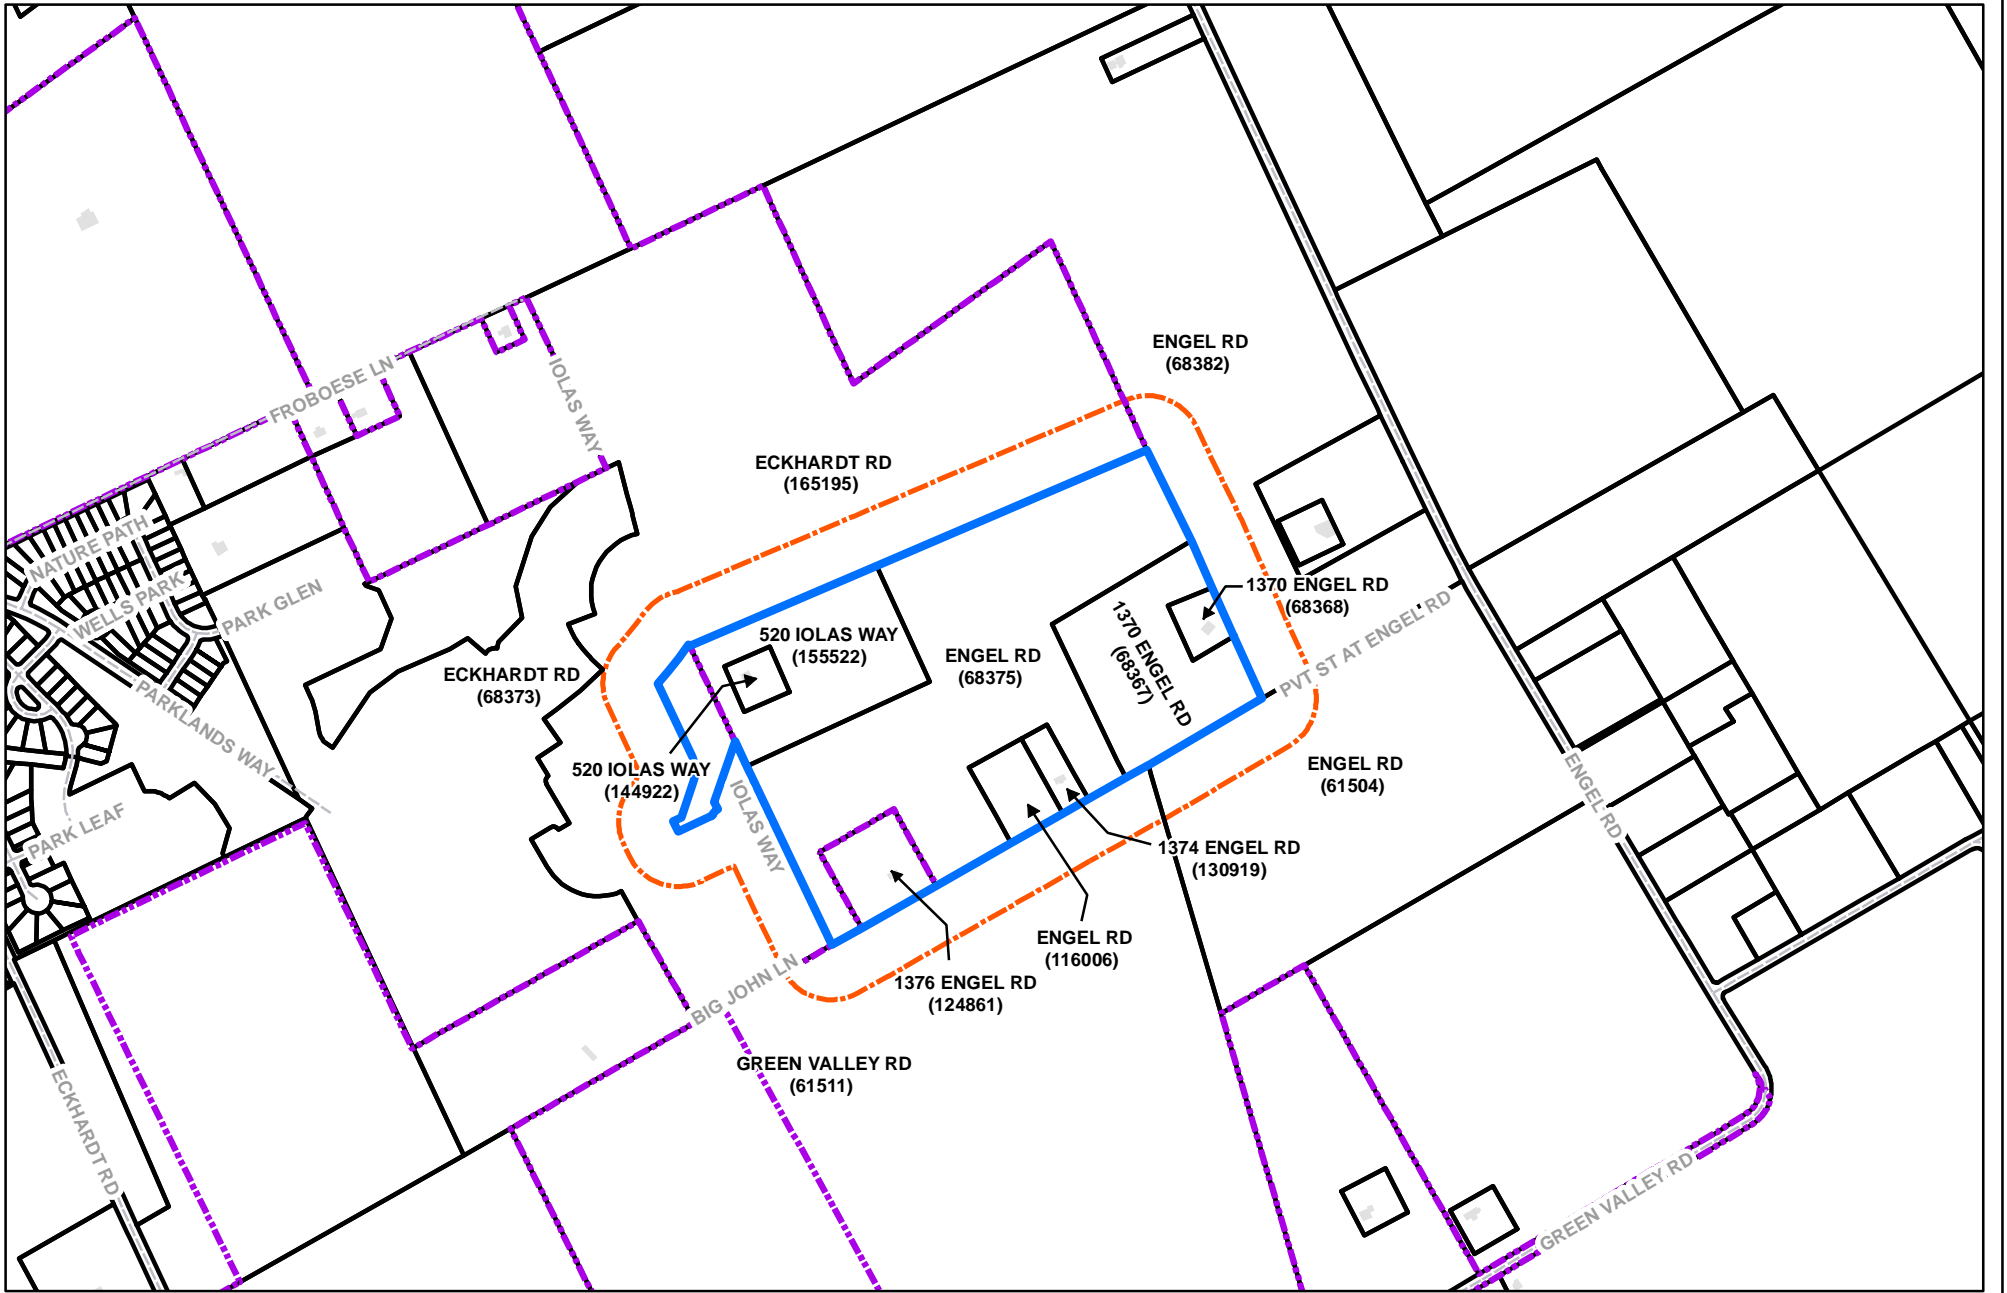 ENGEL RD
(68382)
FROBOESE LN
IOLAS WAY
ECKHARDT RD
(165195)
NATURE PATH
WELLS PARK
PARK GLEN
1370 ENGEL RD
(68368)
PVT ST AT ENGEL RD
1370 ENGEL RD
(68367)
520 IOLAS WAY
(155522)
ENGEL RD
(68375)
ECKHARDT RD
(68373)
PARKLANDS WAY
520 IOLAS WAY
(144922)
IOLAS WAY
ENGEL RD
(61504)
ENGEL RD
PARK LEAF
1374 ENGEL RD
(130919)
ENGEL RD
(116006)
1376 ENGEL RD
(124861)
BIG JOHN LN
GREEN VALLEY RD
(61511)
ECKHARDT RD
GREEN VALLEY RD